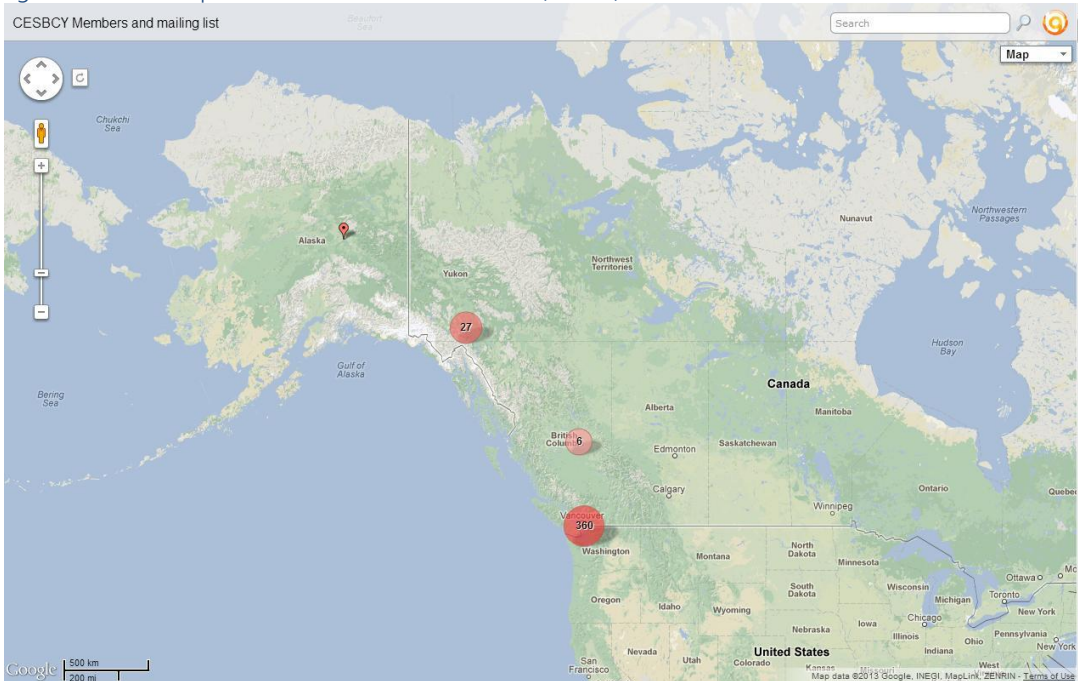 CESBCY Members and mailing list
Search
Map
Beaufort
Sea
Chukchi
Sea
Nunavut
Northwestern
Passages
Alaska
Yukon
Northwest
Territories
27
Hudson
Bay
Gulf of
Alaska
Canada
Bering
Sea
Alberta
Manitoba
British
6
Edmonton
Saskatchewan
Calgary
Ontario
Quebec
Winnipeg
Vancouver
360
Washington
North
Dakota
Montana
Minnesota
Ottawa
South
Dakota
Wisconsin
Michigan
Toronto
Oregon
Idaho
Wyoming
New York
Chicago
Iowa
Nebraska
Illinois
Ohio
Pennsylvania
Indiana
New York
Nevada
United States
Utah
Colorado
San
Francisco
Kansas
Missouri
West
Google
500 km
200 mi
Map data ©2013 Google, INEGI, MapLink, ZENRIN - Terms of Use